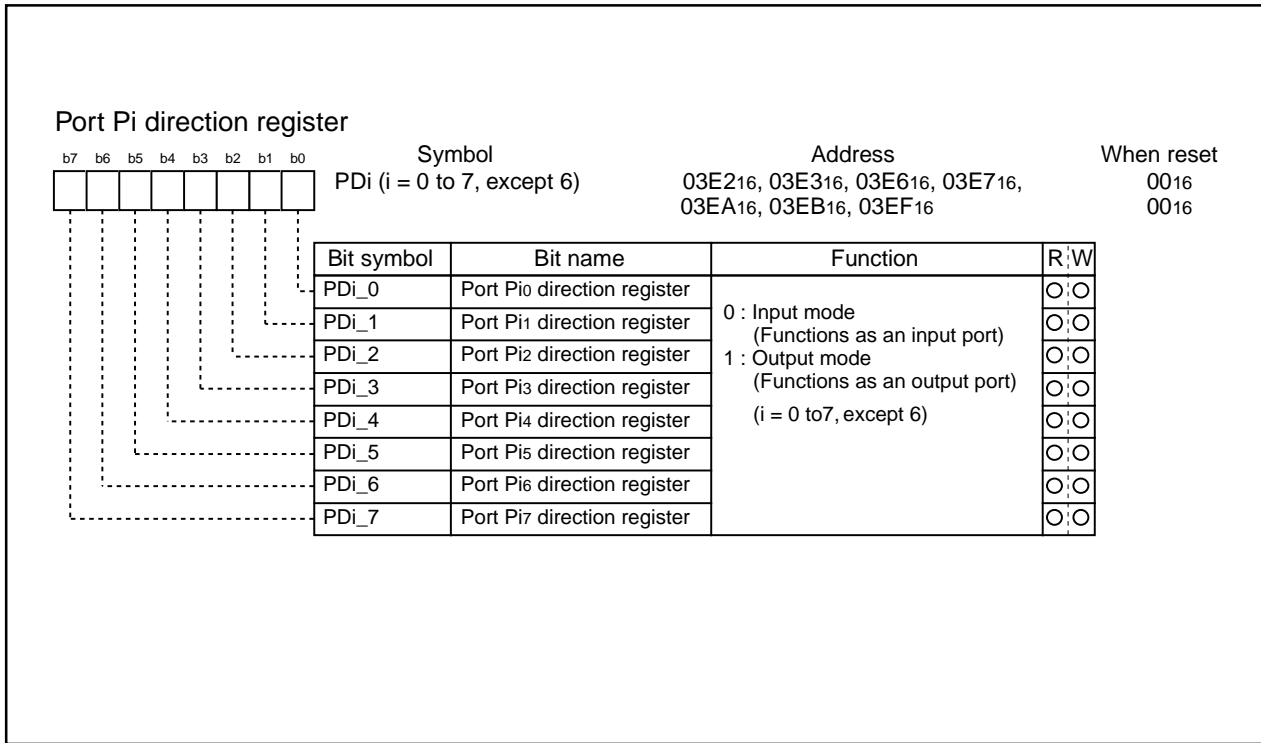 Port Pi direction register
b7 b6 b5 b4 b3 b2 b1 b0
Symbol Address When reset
PDi (i = 0 to 7, except 6) 03E216, 03E316, 03E616, 03E716, 0016
03EA16, 03EB16, 03EF16 0016
Bit symbol Bit name Function R W
PDi_0 Port Pi0 direction register
PDi_1 Port Pi1 direction register
PDi_2 Port Pi2 direction register
PDi_3 Port Pi3 direction register
PDi_4 Port Pi4 direction register
PDi_5 Port Pi5 direction register
PDi_6 Port Pi6 direction register
PDi_7 Port Pi7 direction register
0 : Input mode
(Functions as an input port)
1 : Output mode
(Functions as an output port)
(i = 0 to7, except 6)